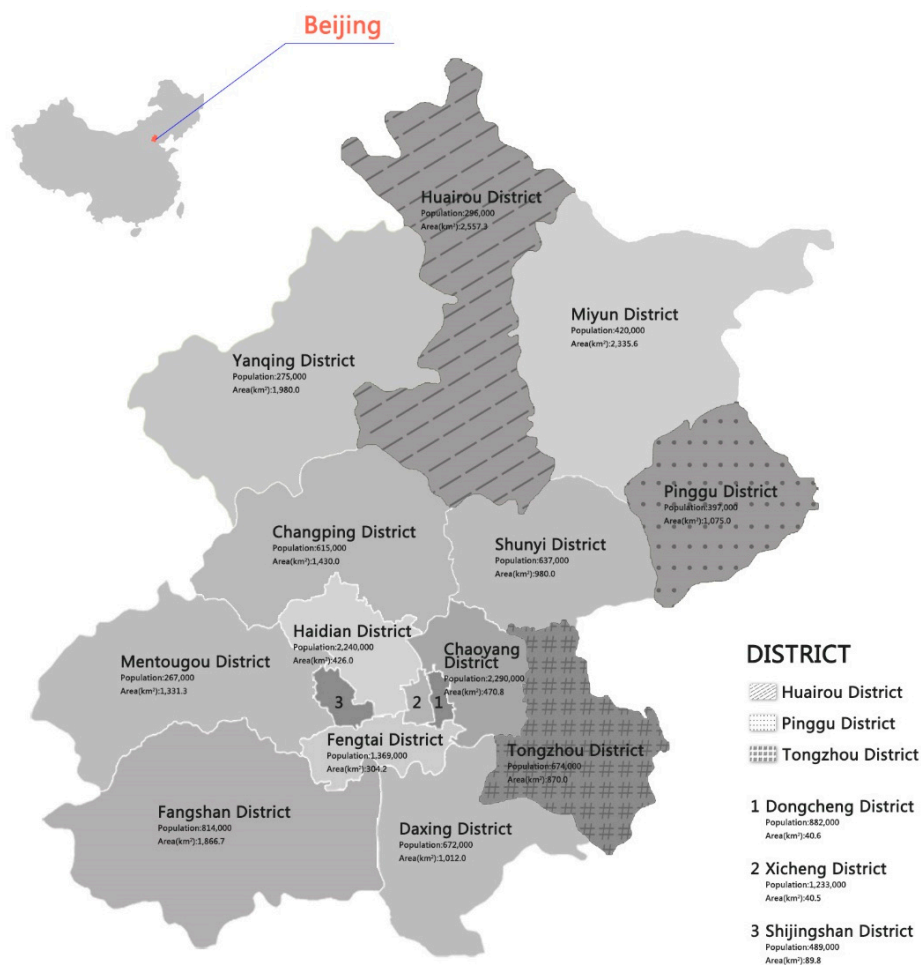 Beijing
Huairou District
Population:296,000
Area(km²):2,557.3
Miyun District
Population:420,000
Area(km²):2,335.6
Yanqing District
Population:275,000
Area(km²):1,980.0
Pinggu District
Population:397,000
Area(km²):1,075.0
Changping District
Population:615,000
Area(km²):1,430.0
Shunyi District
Population:637,000
Area(km²):980.0
Haidian District
Population:2,240,000
Area(km²):426.0
Chaoyang
District
Population:2,290,000
Area(km²):470.8
Mentougou District
Population:267,000
Area(km²):1,331.3
3
2
1
Fengtai District
Population:1,369,000
Area(km²):304.2
Tongzhou District
Population:674,000
Area(km²):870.0
Fangshan District
Population:814,000
Area(km²):1,866.7
Daxing District
Population:672,000
Area(km²):1,012.0
DISTRICT
Huairou District
Pinggu District
Tongzhou District
1 Dongcheng District
Population:882,000
Area(km²):40.6
2 Xicheng District
Population:1,233,000
Area(km²):40.5
3 Shijingshan District
Population:489,000
Area(km²):89.8